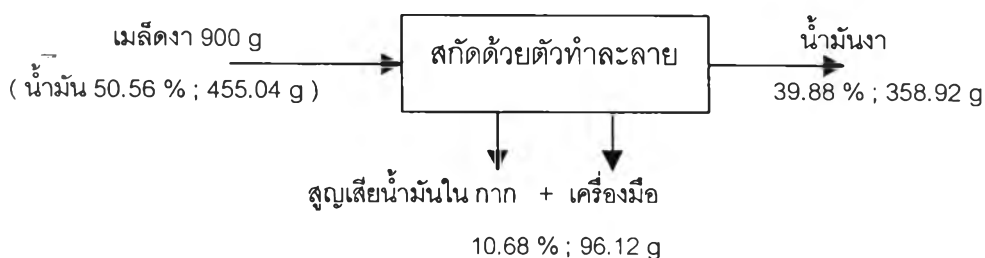 เมล็ดงา 900 g
( น้ำมัน 50.56 % ; 455.04 g )
สกัดด้วยตัวทำละลาย
น้ำมันงา
39.88 % ; 358.92 g
สูญเสียน้ำมันใน กาก + เครื่องมือ
10.68 % ; 96.12 g